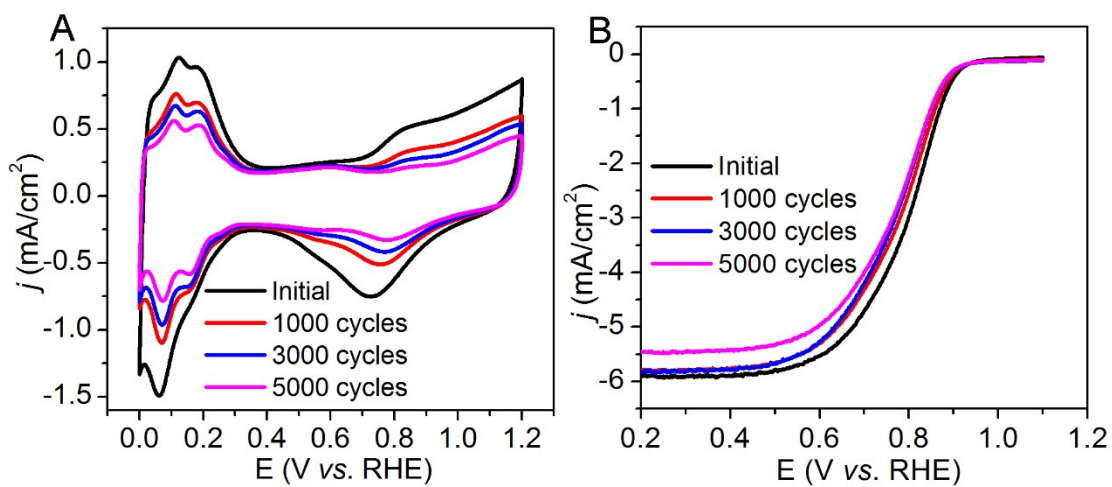 A
j (mA/cm²)
1.0
0.5
0.0
-0.5
-1.0
-1.5
Initial
1000 cycles
3000 cycles
5000 cycles
0.0 0.2 0.4 0.6 0.8 1.0 1.2
E (V vs. RHE)
B
j (mA/cm²)
0
-1
-2
-3
-4
-5
-6
Initial
1000 cycles
3000 cycles
5000 cycles
0.2 0.4 0.6 0.8 1.0 1.2
E (V vs. RHE)